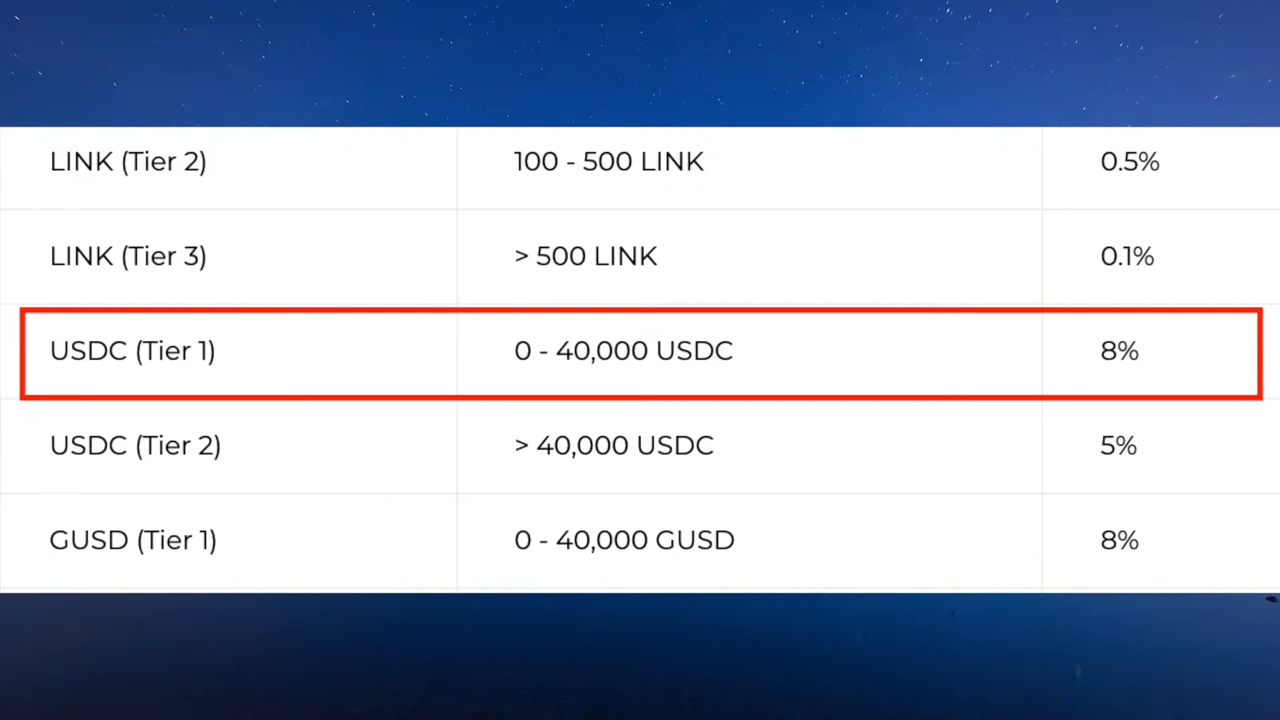 LINK (Tier 2) 100 - 500 LINK 0.5%
LINK (Tier 3) > 500 LINK 0.1%
USDC (Tier 1) 0 - 40,000 USDC 8%
USDC (Tier 2) > 40,000 USDC 5%
GUSD (Tier 1) 0 - 40,000 GUSD 8%